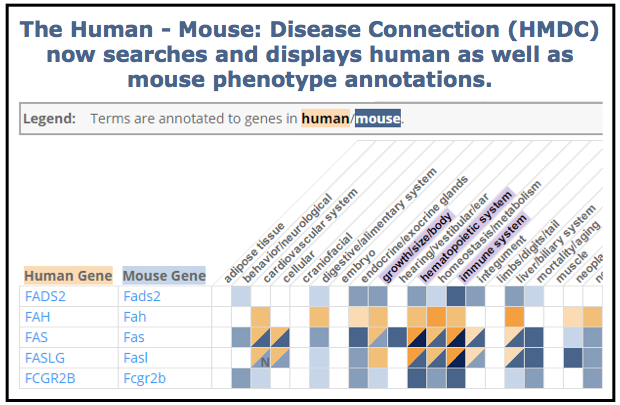 The Human - Mouse: Disease Connection (HMDC)
now searches and displays human as well as
mouse phenotype annotations.
Legend: Terms are annotated to genes in human/mouse.
adipose tissue
behavior/neurological
cardiovascular system
cellular
craniofacial
digestive/alimentary system
embryo
endocrine/exocrine glands
growth/size/body
hearing/vestibular/ear
hematopoietic system
homeostasis/metabolism
immune system
integument
limbs/digits/tail
liver/biliary system
mortality/aging
muscle
neopla
Human Gene Mouse Gene
FADS2 Fads2
FAH Fah
FAS Fas
FASLG Fasl N
FCGR2B Fcgr2b